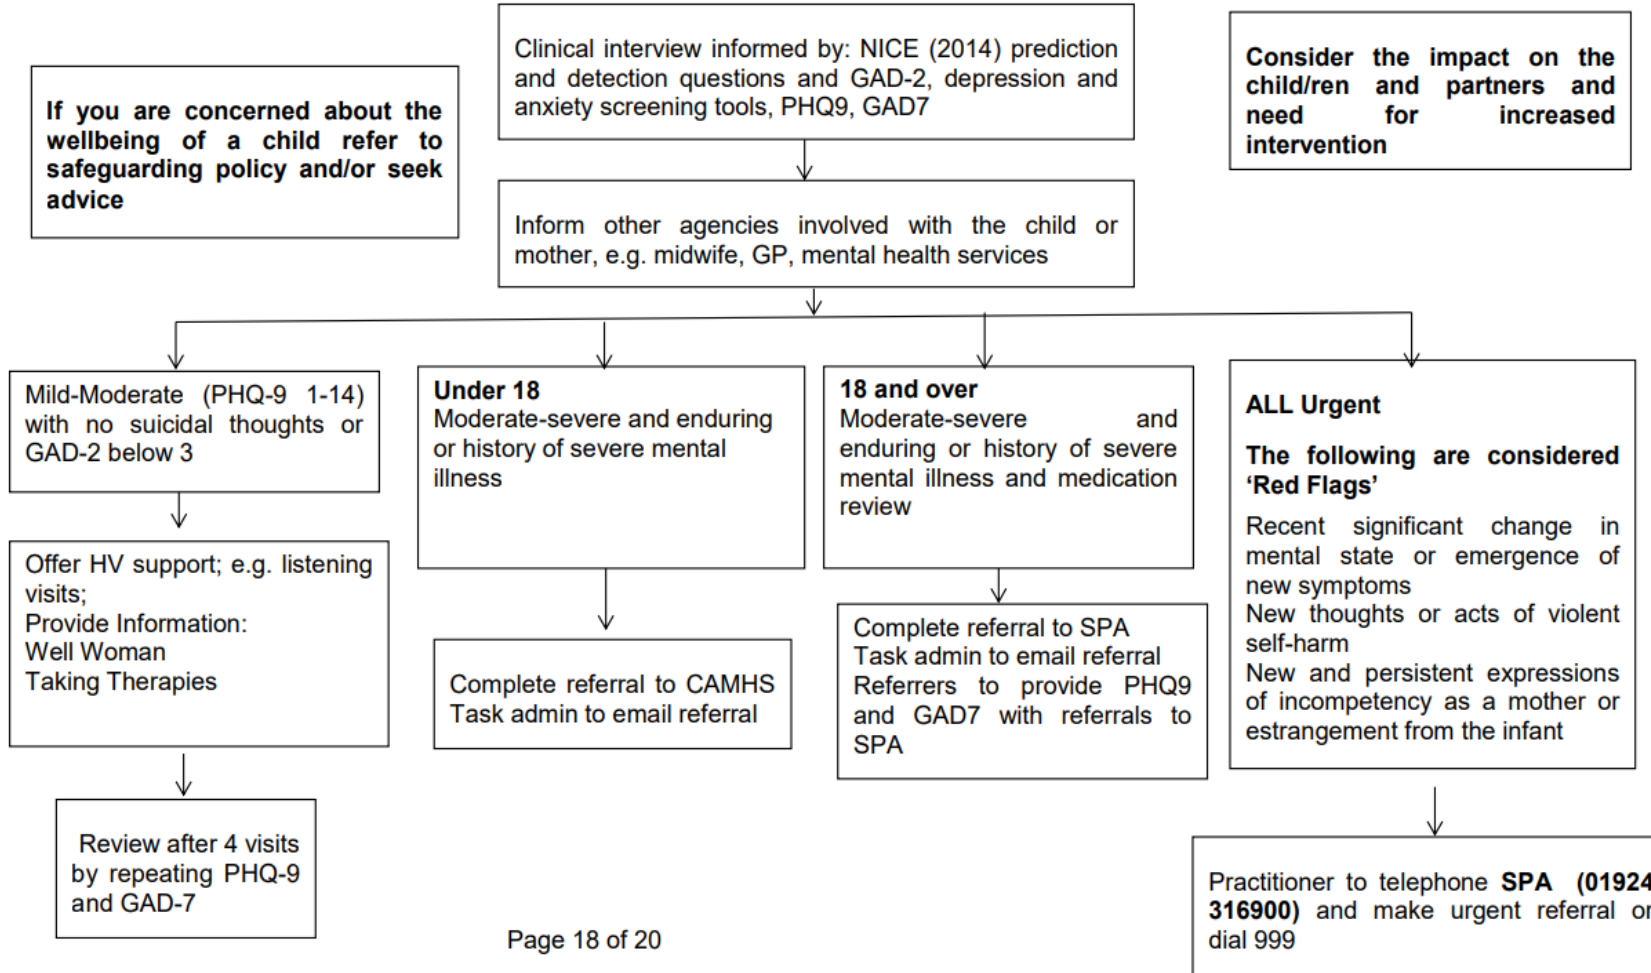 Clinical interview informed by: NICE (2014) prediction
and detection questions and GAD-2, depression and
anxiety screening tools, PHQ9, GAD7
If you are concerned about the
wellbeing of a child refer to
safeguarding policy and/or seek
advice
Consider the impact on the
child/ren and partners and
need for increased
intervention
Inform other agencies involved with the child or
mother, e.g. midwife, GP, mental health services
Mild-Moderate (PHQ-9 1-14)
with no suicidal thoughts or
GAD-2 below 3
Under 18
Moderate-severe and enduring
or history of severe mental
illness
18 and over
Moderate-severe and
enduring or history of severe
mental illness and medication
review
ALL Urgent
The following are considered
‘Red Flags’
Recent significant change in
mental state or emergence of
new symptoms
New thoughts or acts of violent
self-harm
New and persistent expressions
of incompetency as a mother or
estrangement from the infant
Offer HV support; e.g. listening
visits;
Provide Information:
Well Woman
Taking Therapies
Complete referral to CAMHS
Task admin to email referral
Complete referral to SPA
Task admin to email referral
Referrers to provide PHQ9
and GAD7 with referrals to
SPA
Review after 4 visits
by repeating PHQ-9
and GAD-7
Practitioner to telephone SPA (01924
316900) and make urgent referral or
dial 999
Page 18 of 20